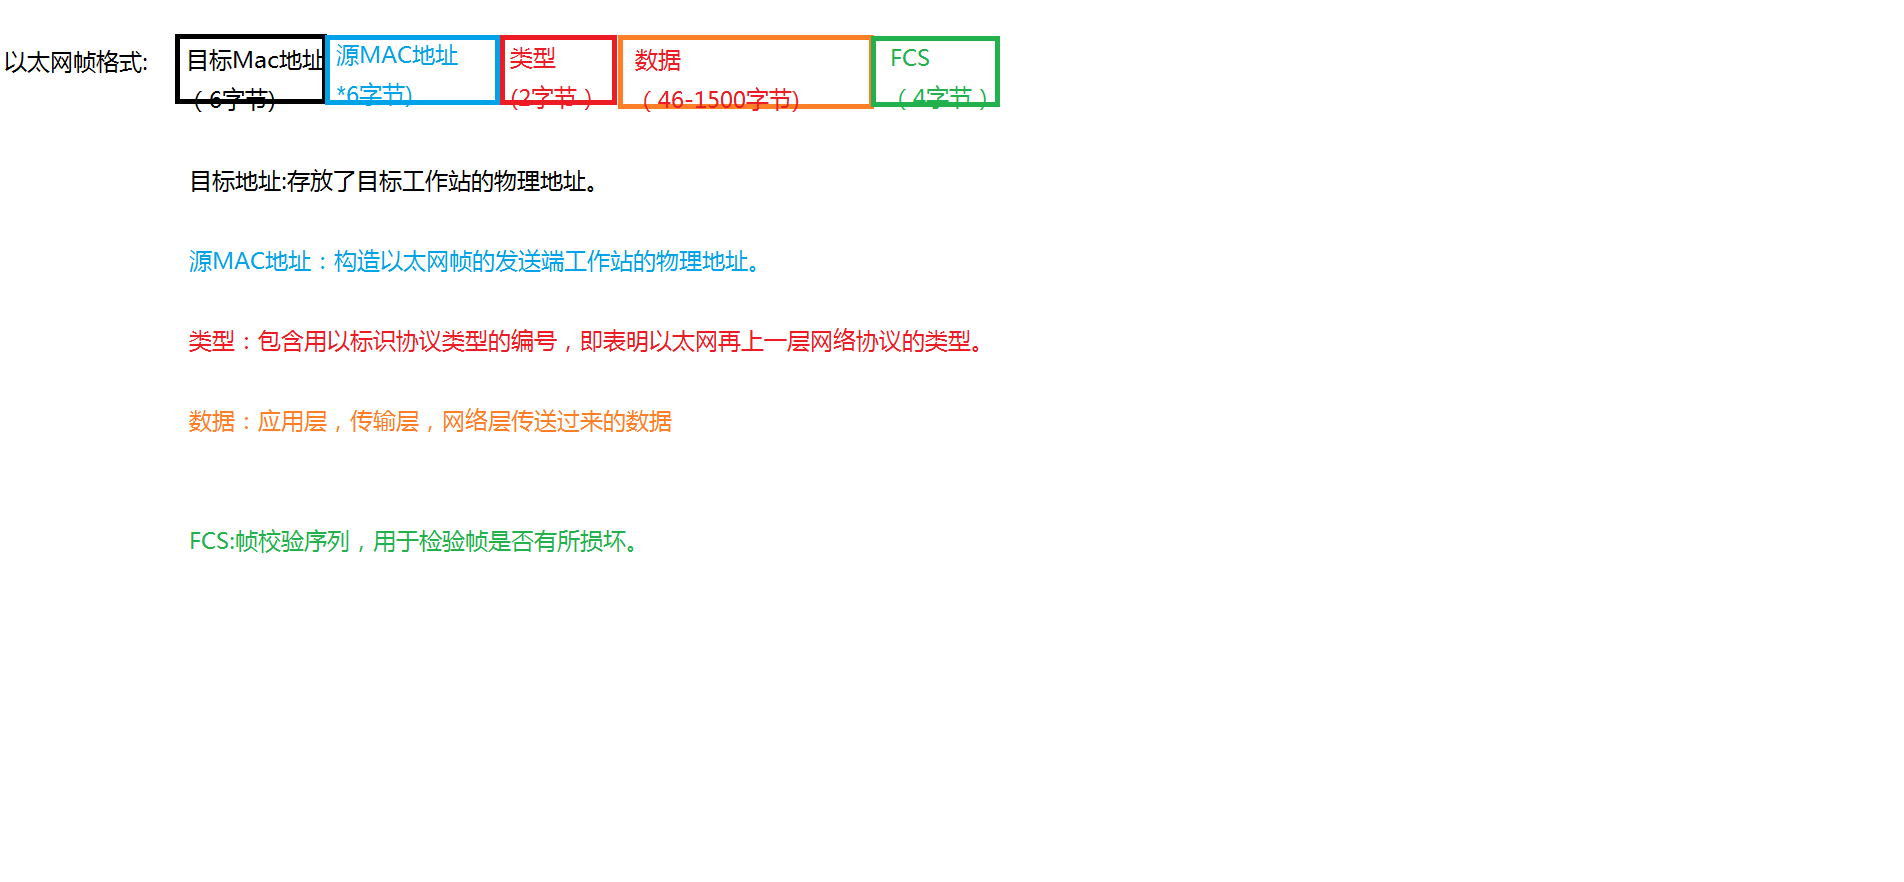 以太网帧格式:
目标Mac地址
（6字节)
源MAC地址
*6字节)
类型
(2字节）
数据
（46-1500字节)
FCS
（4字节）
目标地址:存放了目标工作站的物理地址。
源MAC地址：构造以太网帧的发送端工作站的物理地址。
类型：包含用以标识协议类型的编号，即表明以太网再上一层网络协议的类型。
数据：应用层，传输层，网络层传送过来的数据
FCS:帧校验序列，用于检验帧是否有所损坏。